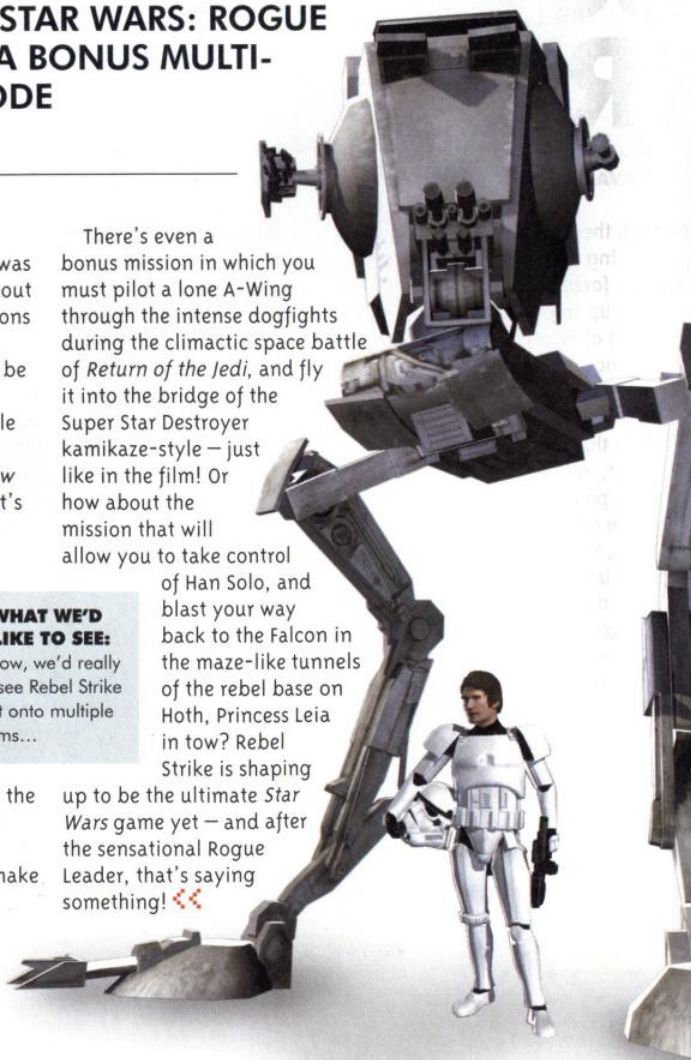 STAR WARS: ROGUE
A BONUS MULTI-
ODE
was
out
ons
be
le
w
t's
WHAT WE'D
LIKE TO SEE:
ow, we'd really
see Rebel Strike
t onto multiple
ms...
the
make
There's even a
bonus mission in which you
must pilot a lone A-Wing
through the intense dogfights
during the climactic space battle
of Return of the Jedi, and fly
it into the bridge of the
Super Star Destroyer
kamikaze-style — just
like in the film! Or
how about the
mission that will
allow you to take control
of Han Solo, and
blast your way
back to the Falcon in
the maze-like tunnels
of the rebel base on
Hoth, Princess Leia
in tow? Rebel
Strike is shaping
up to be the ultimate Star
Wars game yet — and after
the sensational Rogue
Leader, that's saying
something! <<